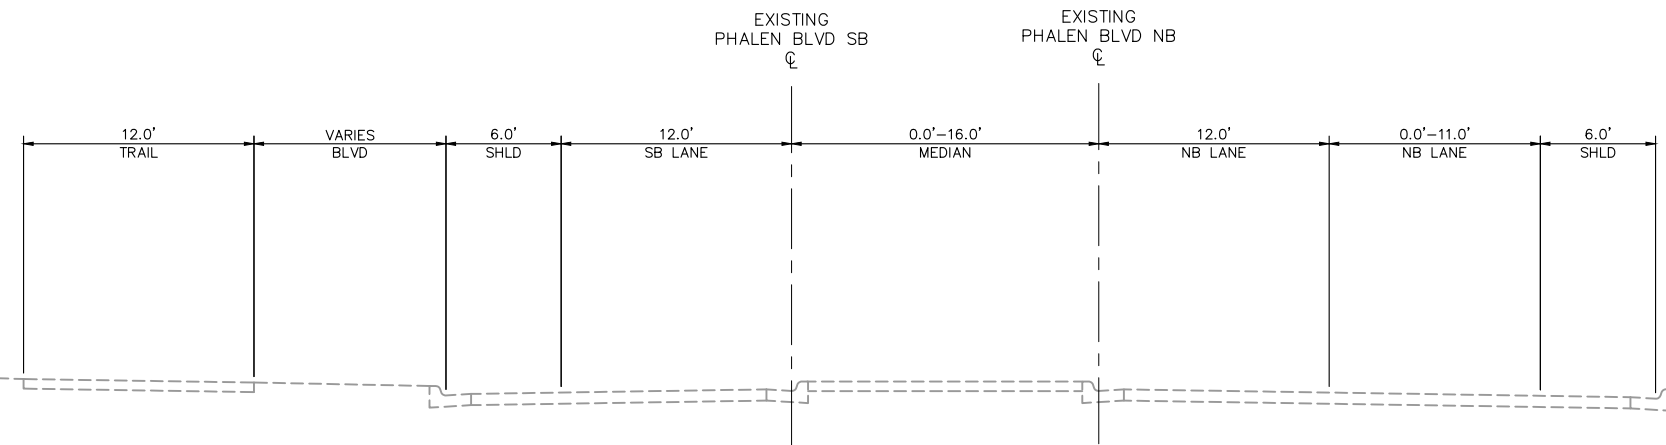 EXISTING
PHALEN BLVD SB
℄
EXISTING
PHALEN BLVD NB
℄
12.0'
TRAIL
VARIES
BLVD
6.0'
SHLD
12.0'
SB LANE
0.0'-16.0'
MEDIAN
12.0'
NB LANE
0.0'-11.0'
NB LANE
6.0'
SHLD